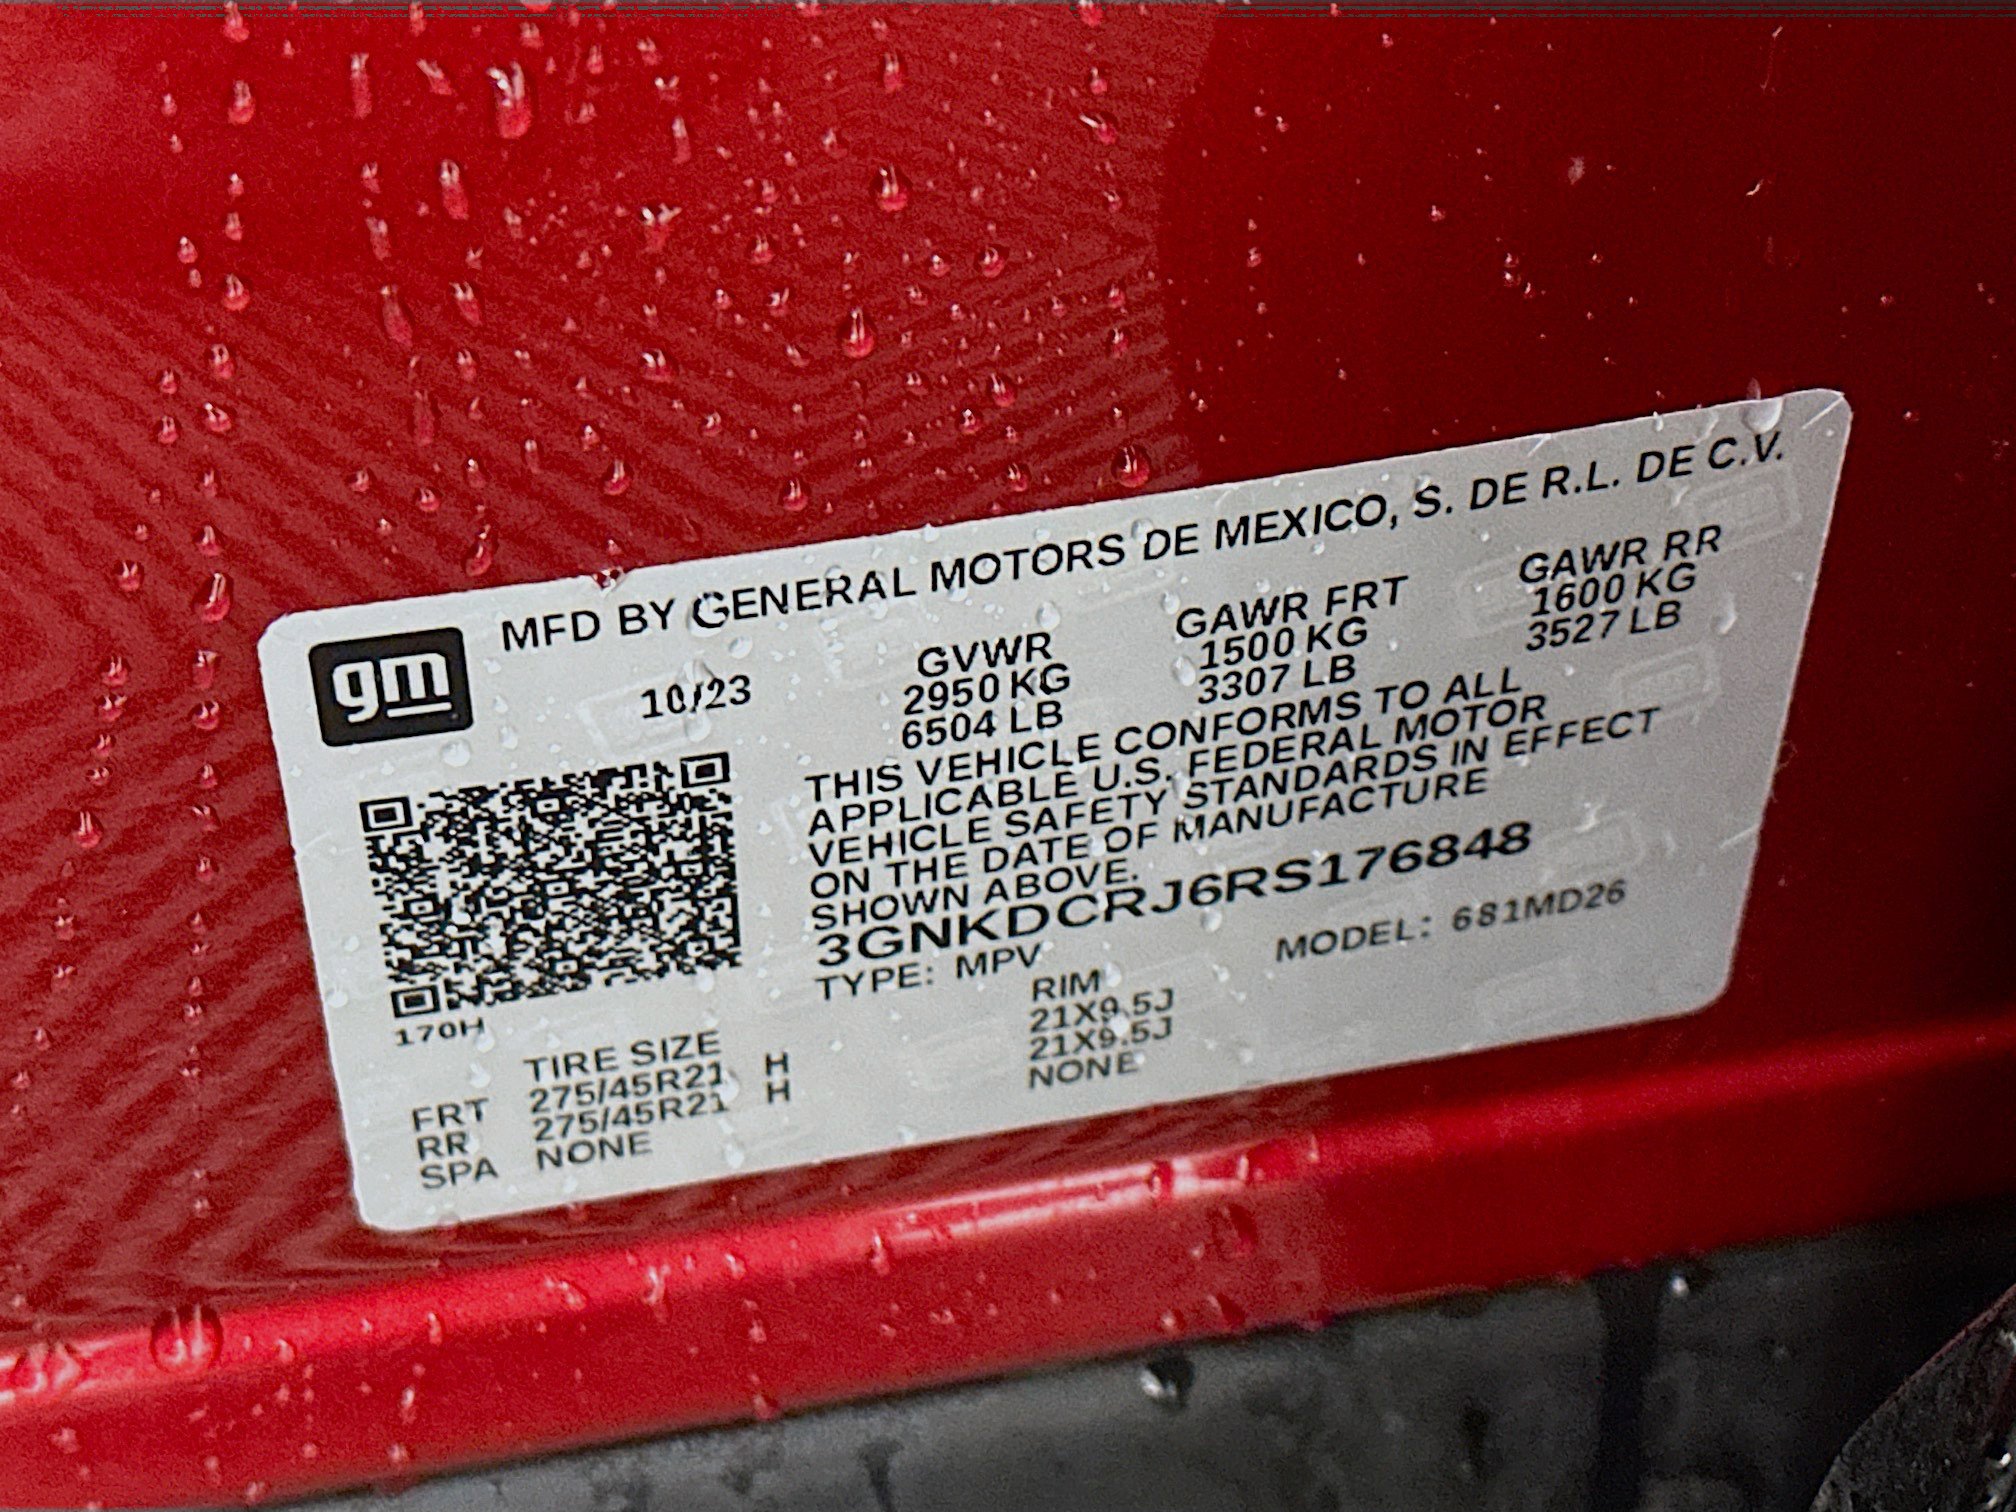 gm
MFD BY GENERAL MOTORS DE MEXICO, S. DE R.L. DE C.V.
10/23
GVWR
2950 KG
6504 LB
GAWR FRT
1500 KG
3307 LB
GAWR RR
1600 KG
3527 LB
THIS VEHICLE CONFORMS TO ALL
APPLICABLE U.S. FEDERAL MOTOR
VEHICLE SAFETY STANDARDS IN EFFECT
ON THE DATE OF MANUFACTURE
SHOWN ABOVE.
3GNKDCRJ6RS176848
TYPE: MPV MODEL: 681MD26
170H
TIRE SIZE RIM
FRT 275/45R21 H 21X9.5J
RR 275/45R21 H 21X9.5J
SPA NONE NONE